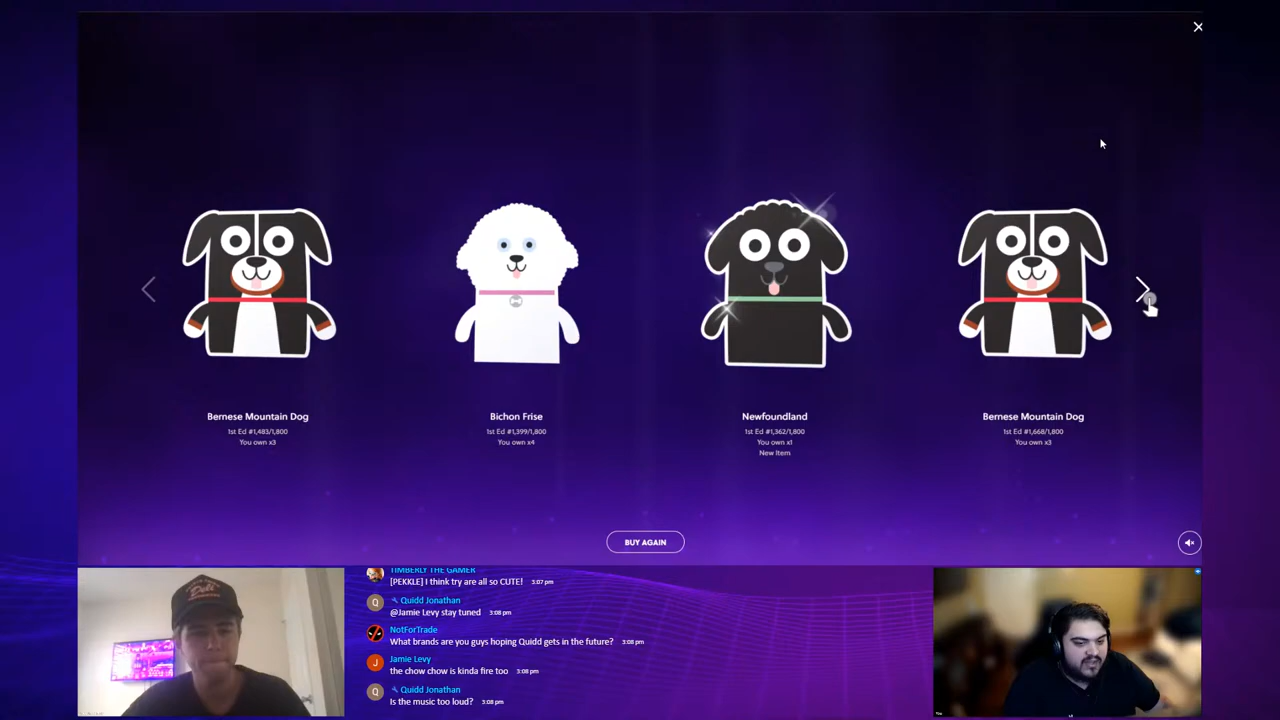 Bernese Mountain Dog
1st Ed #1,483/1,800
You own x3
Bichon Frise
1st Ed #1,399/1,800
You own x4
Newfoundland
1st Ed #1,362/1,800
You own x1
New Item
Bernese Mountain Dog
1st Ed #1,668/1,800
You own x3
BUY AGAIN
TIMBERLY THE GAMER
[PEKKLE] I think try are all so CUTE! 3:07 pm
Q Quidd Jonathan
@Jamie Levy stay tuned 3:08 pm
NotForTrade
What brands are you guys hoping Quidd gets in the future? 3:08 pm
J Jamie Levy
the chow chow is kinda fire too 3:08 pm
Q Quidd Jonathan
Is the music too loud? 3:08 pm
Deli